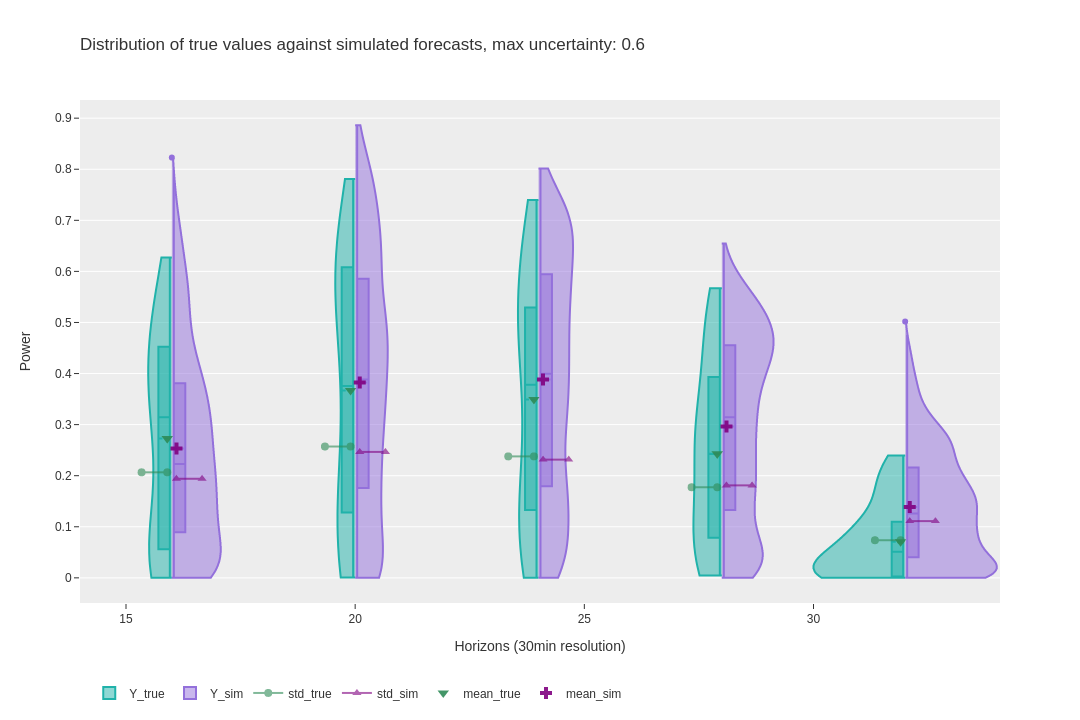 Distribution of true values against simulated forecasts, max uncertainty: 0.6
0.9
0.8
0.7
0.6
0.5
0.4
0.3
0.2
0.1
0
Power
15 20 25 30
Horizons (30min resolution)
Y_true Y_sim std_true std_sim mean_true mean_sim